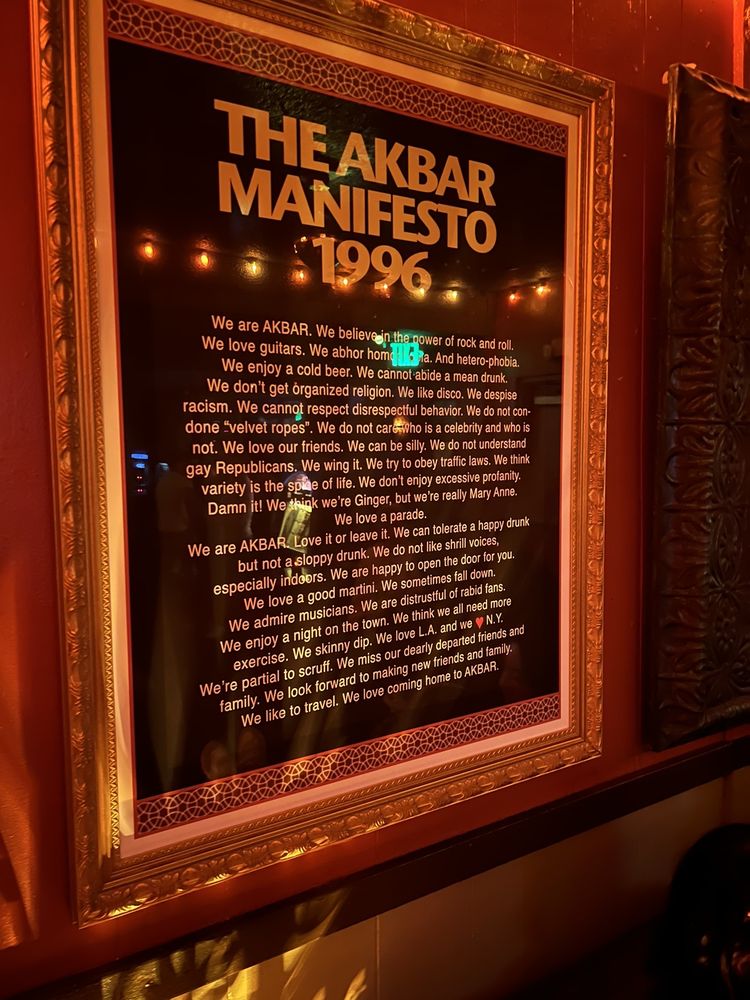 THE AKBAR
MANIFESTO
1996
We are AKBAR. We believe in the power of rock and roll.
We love guitars. We abhor homophobia. And hetero-phobia.
We enjoy a cold beer. We cannot abide a mean drunk.
We don't get organized religion. We like disco. We despise
racism. We cannot respect disrespectful behavior. We do not con-
done “velvet ropes”. We do not care who is a celebrity and who is
not. We love our friends. We can be silly. We do not understand
gay Republicans. We wing it. We try to obey traffic laws. We think
variety is the spice of life. We don't enjoy excessive profanity.
Damn it! We think we're Ginger, but we're really Mary Anne.
We love a parade.
We are AKBAR. Love it or leave it. We can tolerate a happy drunk
but not a sloppy drunk. We do not like shrill voices,
especially indoors. We are happy to open the door for you.
We love a good martini. We sometimes fall down.
We admire musicians. We are distrustful of rabid fans.
We enjoy a night on the town. We think we all need more
exercise. We skinny dip. We love L.A. and we ♥ N.Y.
We're partial to scruff. We miss our dearly departed friends and
family. We look forward to making new friends and family.
We like to travel. We love coming home to AKBAR.